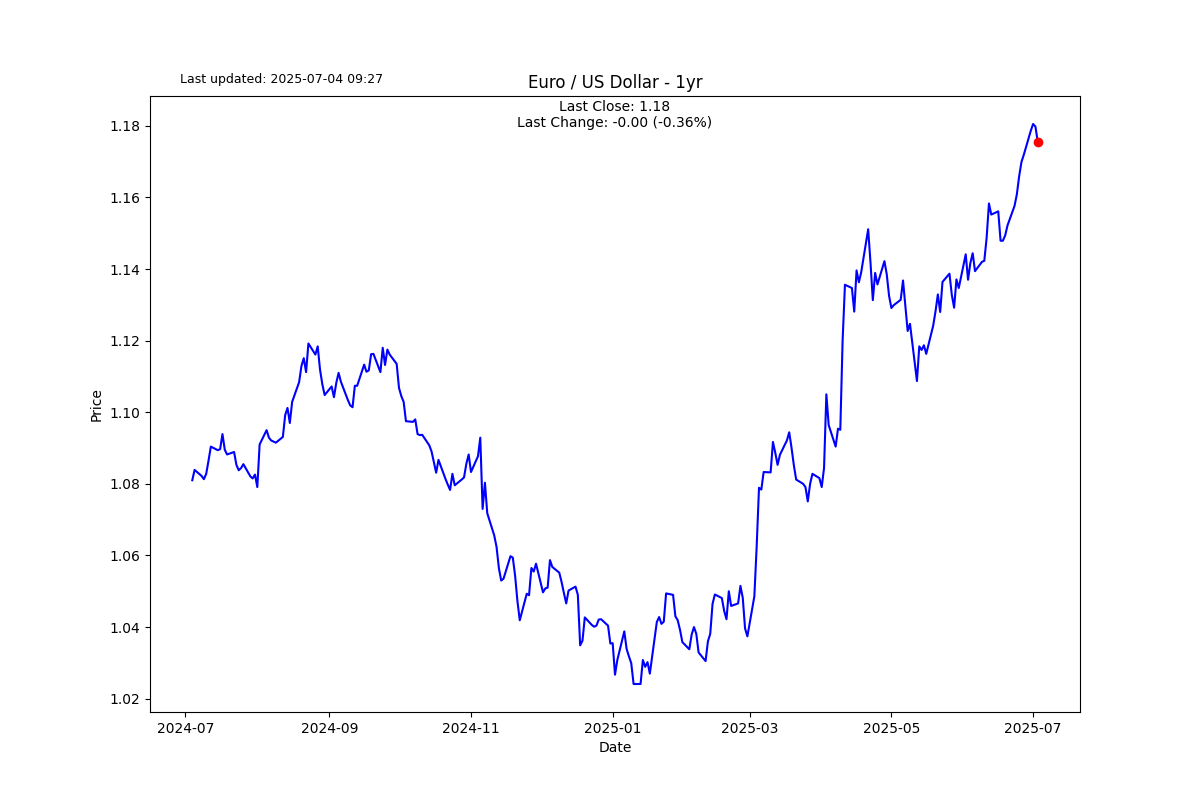 Last updated: 2025-07-04 09:27
Euro / US Dollar - 1yr
Last Close: 1.18
Last Change: -0.00 (-0.36%)
Price
1.18
1.16
1.14
1.12
1.10
1.08
1.06
1.04
1.02
2024-07
2024-09
2024-11
2025-01
2025-03
2025-05
2025-07
Date